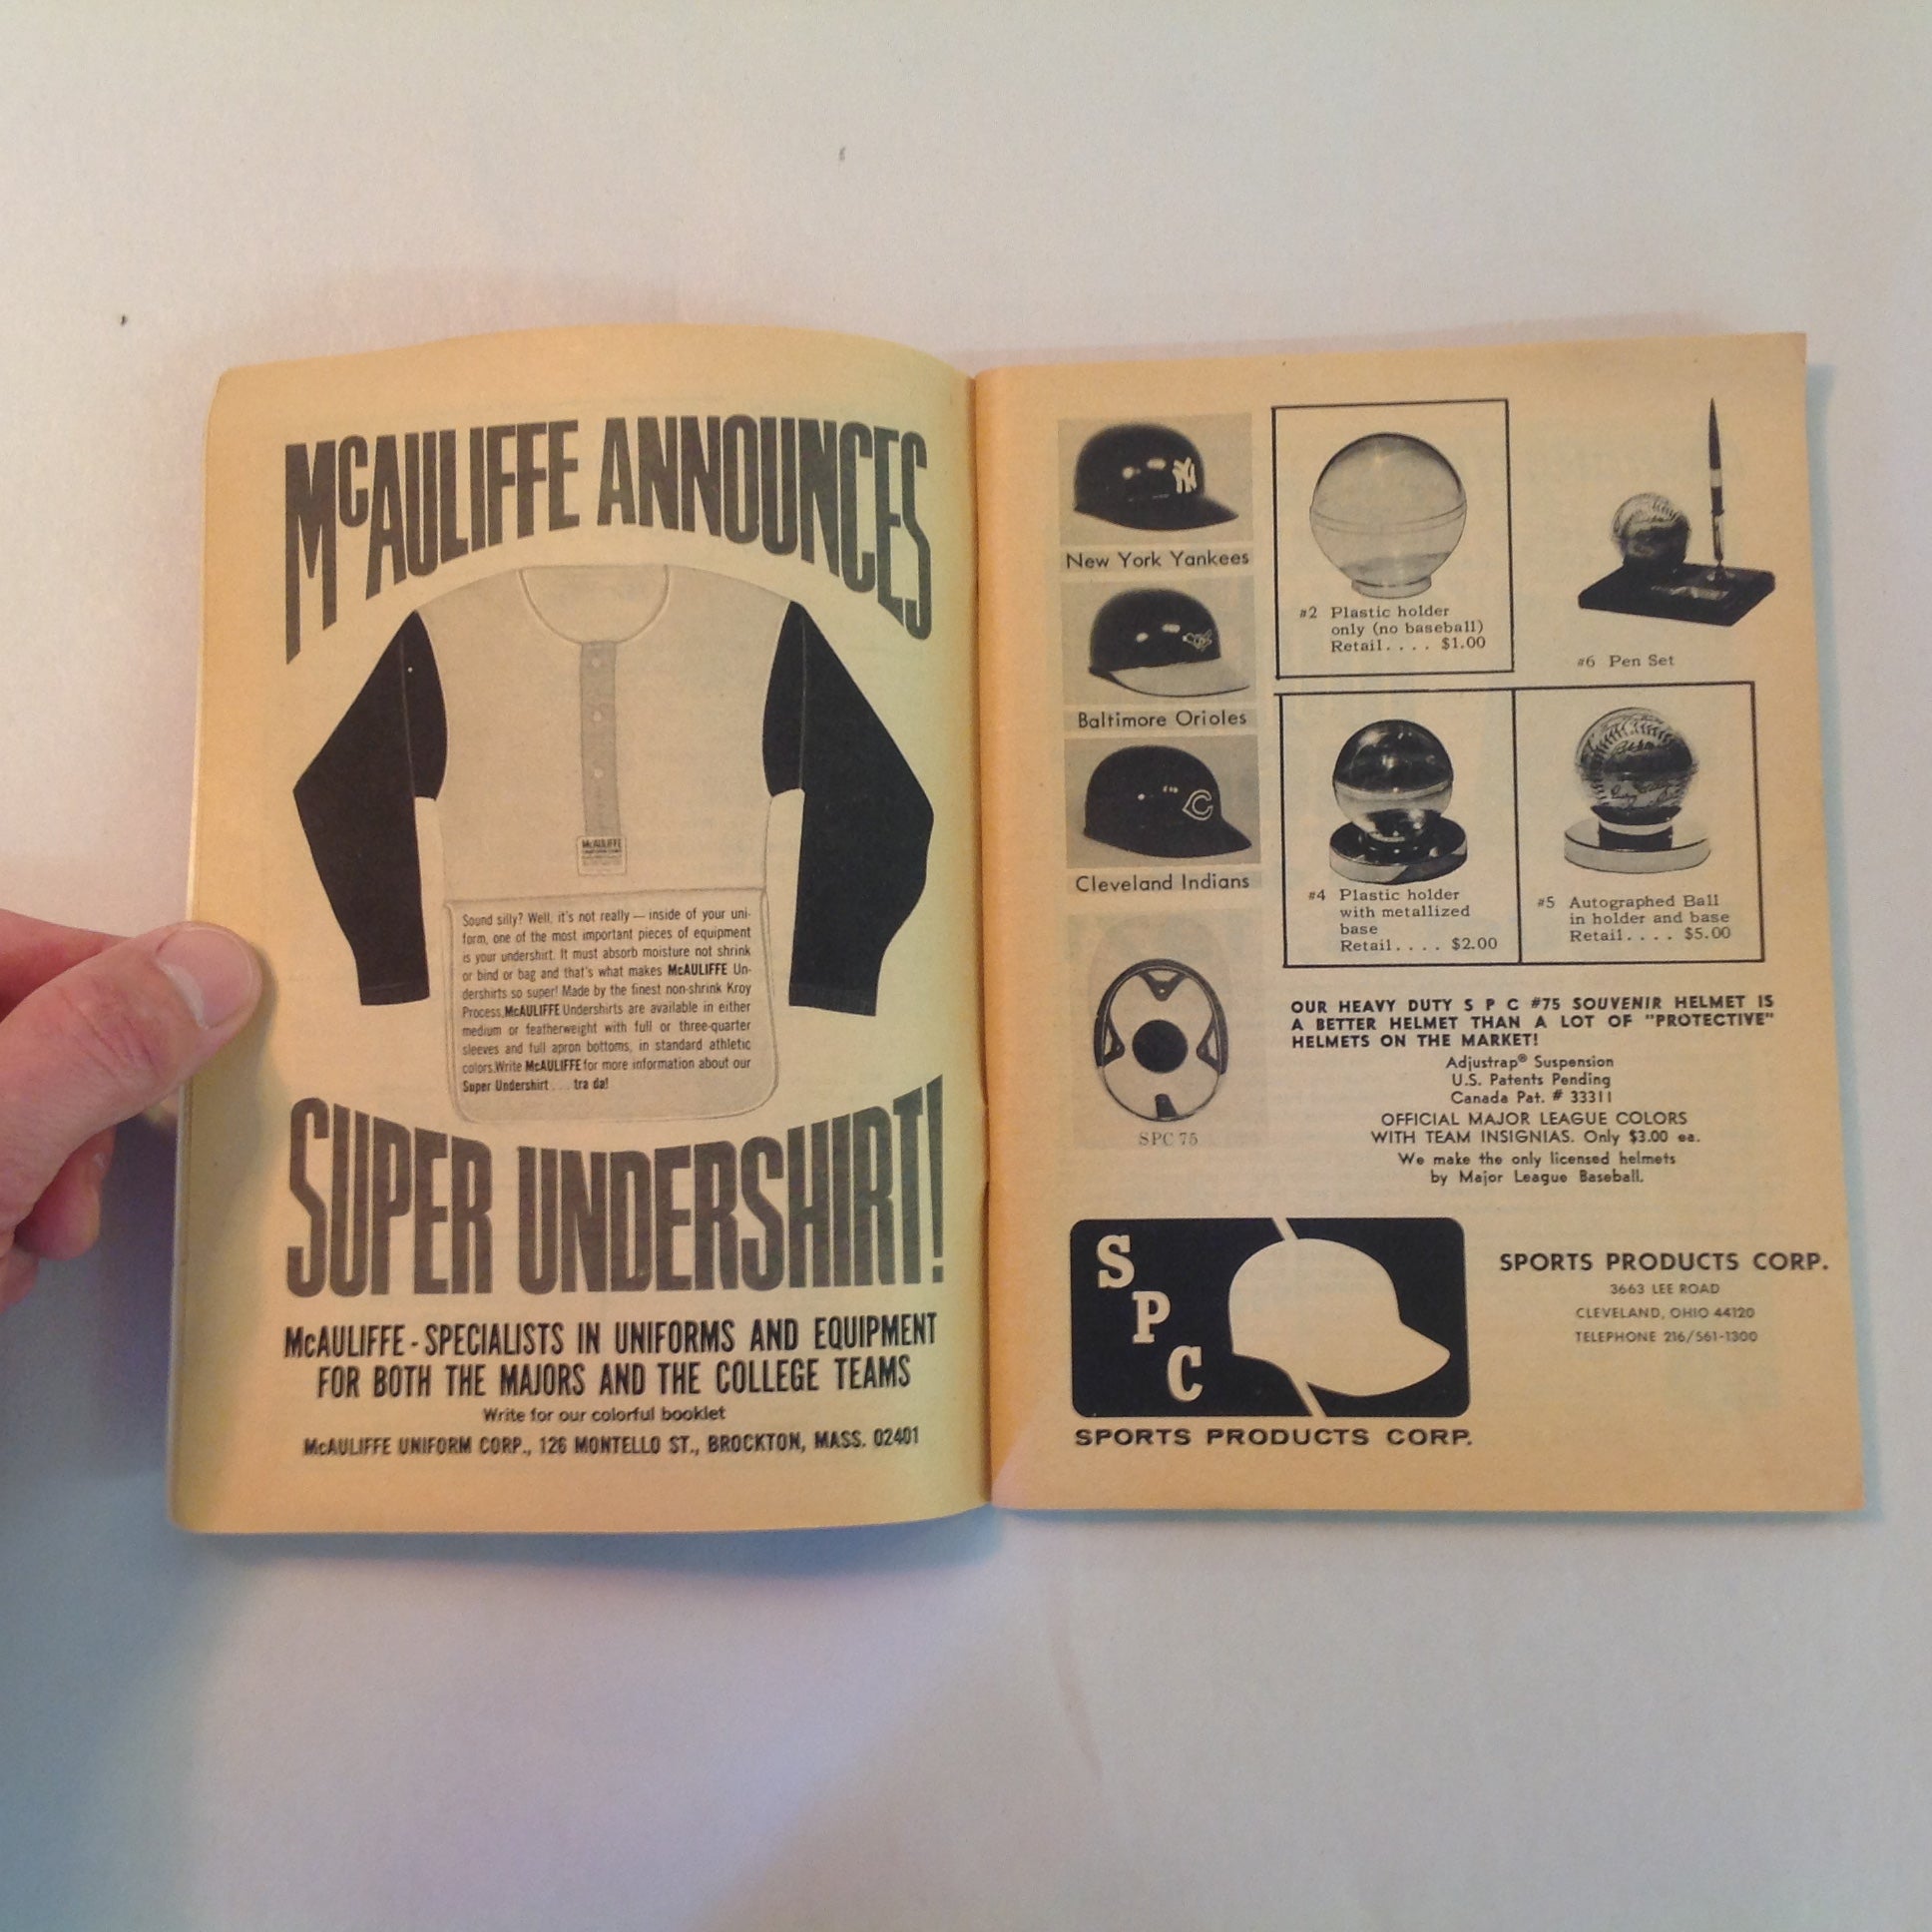 McAULIFFE ANNOUNCES
McAULIFFE
Sound silly? Well, it's not really — inside of your uni-
form, one of the most important pieces of equipment
is your undershirt. It must absorb moisture not shrink
or bind or bag and that's what makes McAULIFFE Un-
dershirts so super! Made by the finest non-shrink Kroy
Process, McAULIFFE Undershirts are available in either
medium or featherweight with full or three-quarter
sleeves and full apron bottoms, in standard athletic
colors. Write McAULIFFE for more information about our
Super Undershirt . . . tra da!
SUPER UNDERSHIRT!
McAULIFFE - SPECIALISTS IN UNIFORMS AND EQUIPMENT
FOR BOTH THE MAJORS AND THE COLLEGE TEAMS
Write for our colorful booklet
McAULIFFE UNIFORM CORP., 126 MONTELLO ST., BROCKTON, MASS. 02401
NY
New York Yankees
Baltimore Orioles
C
Cleveland Indians
SPC 75
#2 Plastic holder
only (no baseball)
Retail. . . . $1.00
#6 Pen Set
#4 Plastic holder
with metallized
base
Retail. . . . $2.00
#5 Autographed Ball
in holder and base
Retail. . . . $5.00
OUR HEAVY DUTY S P C #75 SOUVENIR HELMET IS
A BETTER HELMET THAN A LOT OF "PROTECTIVE"
HELMETS ON THE MARKET!
Adjustrap® Suspension
U.S. Patents Pending
Canada Pat. # 33311
OFFICIAL MAJOR LEAGUE COLORS
WITH TEAM INSIGNIAS. Only $3.00 ea.
We make the only licensed helmets
by Major League Baseball.
S
P
C
SPORTS PRODUCTS CORP.
SPORTS PRODUCTS CORP.
3663 LEE ROAD
CLEVELAND, OHIO 44120
TELEPHONE 216/561-1300